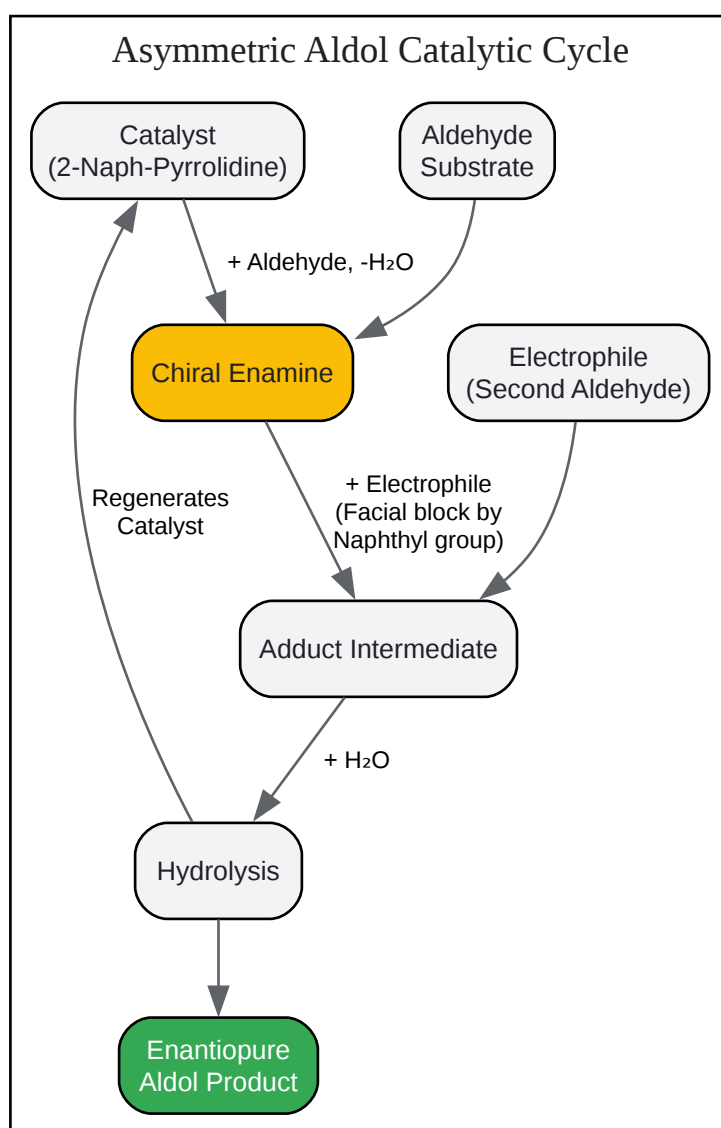 Asymmetric Aldol Catalytic Cycle
Catalyst
(2-Naph-Pyrrolidine)
Aldehyde
Substrate
+ Aldehyde, -H₂O
Chiral Enamine
Electrophile
(Second Aldehyde)
+ Electrophile
(Facial block by
Naphthyl group)
Regenerates
Catalyst
Adduct Intermediate
+ H₂O
Hydrolysis
Enantiopure
Aldol Product